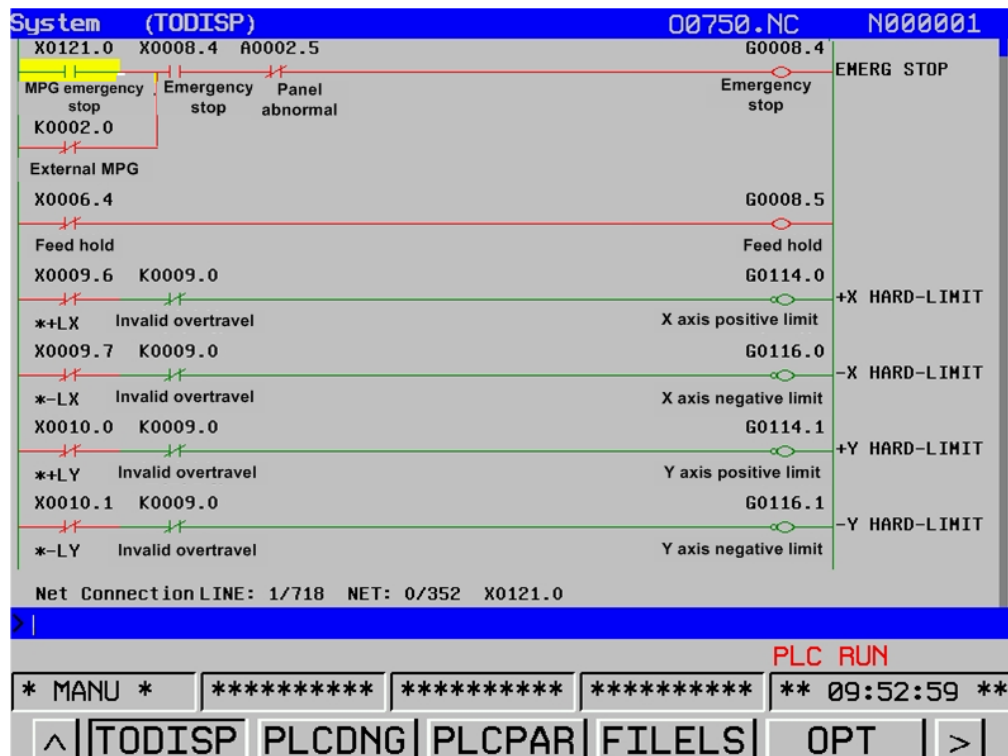 System (TODISP) O0750.NC N000001
X0121.0 X0008.4 A0002.5 G0008.4
EMERG STOP
MPG emergency stop Emergency stop Panel abnormal Emergency stop
K0002.0
External MPG
X0006.4 G0008.5
Feed hold Feed hold
X0009.6 K0009.0 G0114.0
+X HARD-LIMIT
*+LX Invalid overtravel X axis positive limit
X0009.7 K0009.0 G0116.0
-X HARD-LIMIT
*-LX Invalid overtravel X axis negative limit
X0010.0 K0009.0 G0114.1
+Y HARD-LIMIT
*+LY Invalid overtravel Y axis positive limit
X0010.1 K0009.0 G0116.1
-Y HARD-LIMIT
*-LY Invalid overtravel Y axis negative limit
Net Connection LINE: 1/718 NET: 0/352 X0121.0
>
PLC RUN
* MANU * ********** ********** ********** ** 09:52:59 **
^ TODISP PLCDNG PLCPAR FILELS OPT >